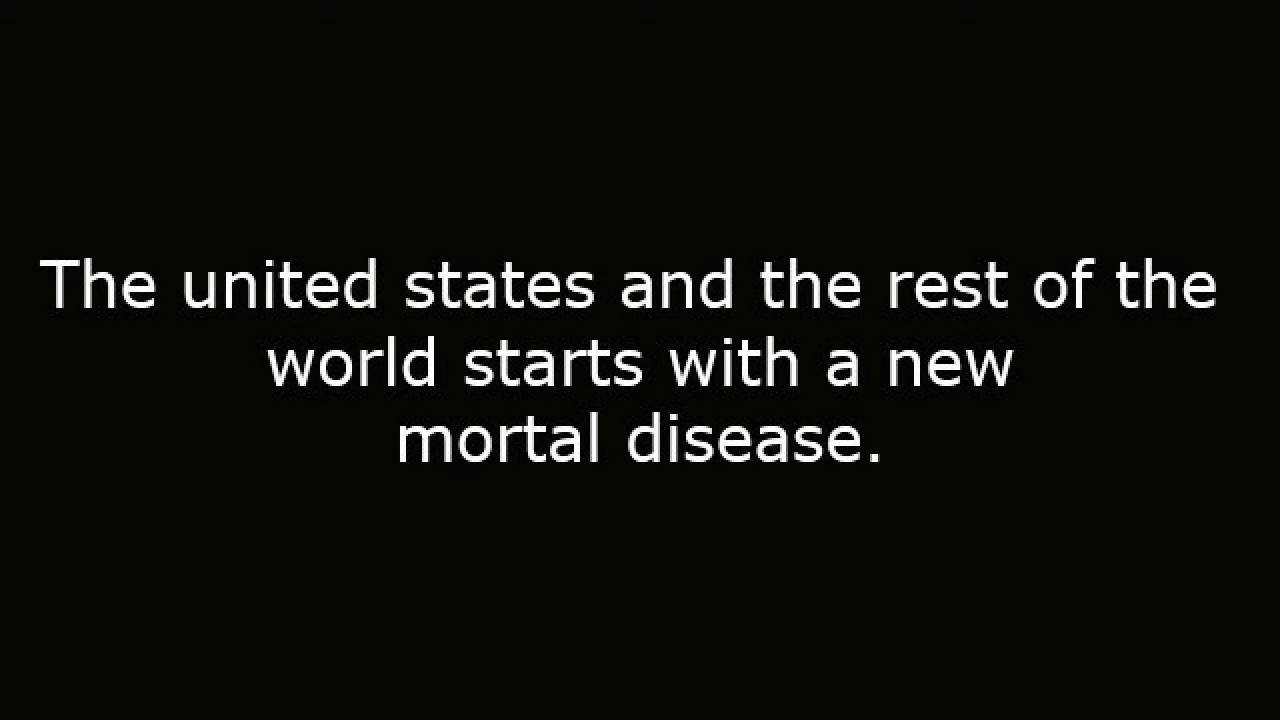 The united states and the rest of the
world starts with a new
mortal disease.